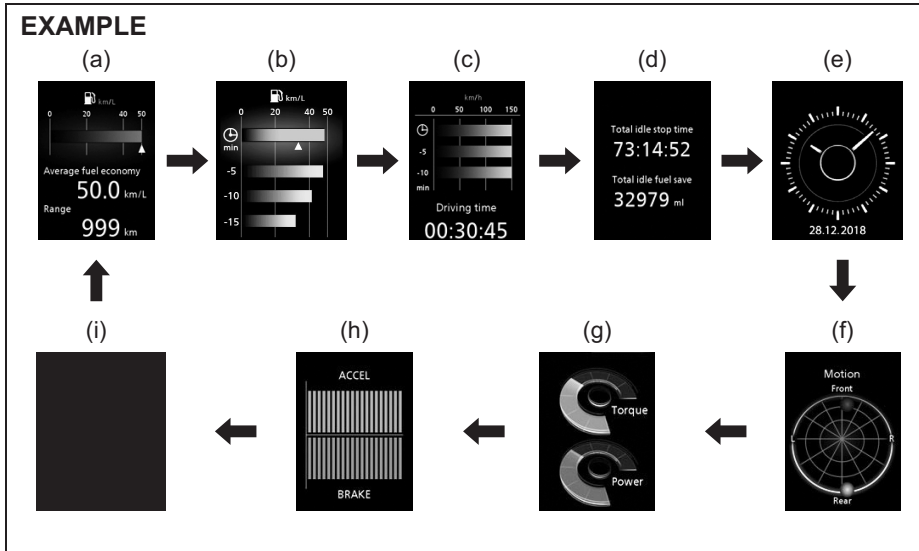 EXAMPLE
(a)
(b)
(c)
(d)
(e)
km/L
0 20 40 50
Average fuel economy
50.0 km/L
Range
999 km
km/L
0 20 40 50
min
-5
-10
-15
km/h
0 50 100 150
-5
-10
min
Driving time
00:30:45
Total idle stop time
73:14:52
Total idle fuel save
32979 ml
28.12.2018
(i)
(h)
(g)
(f)
ACCEL
BRAKE
Torque
Power
Motion
Front
L R
Rear